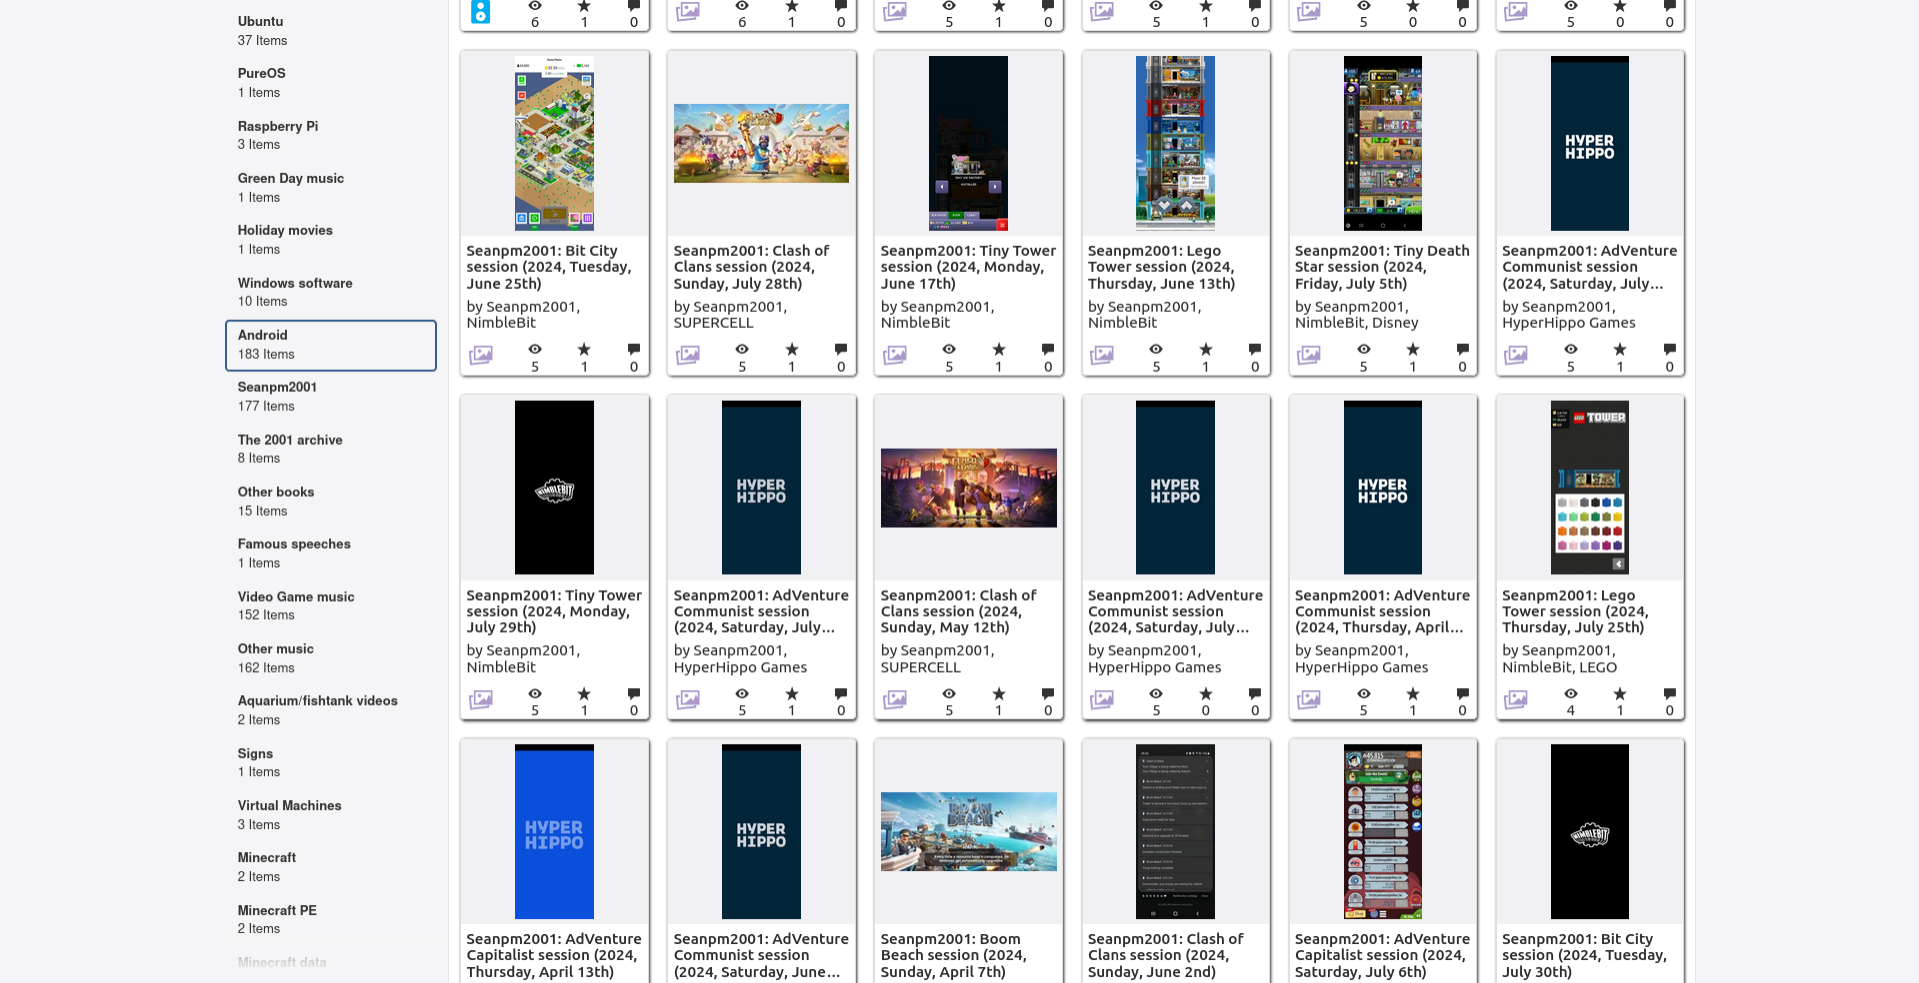 Ubuntu
37 Items
PureOS
1 Items
Raspberry Pi
3 Items
Green Day music
1 Items
Holiday movies
1 Items
Windows software
10 Items
Android
183 Items
Seanpm2001
177 Items
The 2001 archive
8 Items
Other books
15 Items
Famous speeches
1 Items
Video Game music
152 Items
Other music
162 Items
Aquarium/fishtank videos
2 Items
Signs
1 Items
Virtual Machines
3 Items
Minecraft
2 Items
Minecraft PE
2 Items
Minecraft data
6 1 0
6 1 0
5 1 0
5 1 0
5 0 0
5 0 0
Seanpm2001: Bit City
session (2024, Tuesday,
June 25th)
by Seanpm2001,
NimbleBit
5 1 0
Seanpm2001: Clash of
Clans session (2024,
Sunday, July 28th)
by Seanpm2001,
SUPERCELL
5 1 0
Seanpm2001: Tiny Tower
session (2024, Monday,
June 17th)
by Seanpm2001,
NimbleBit
5 1 0
Seanpm2001: Lego
Tower session (2024,
Thursday, June 13th)
by Seanpm2001,
NimbleBit
5 1 0
Seanpm2001: Tiny Death
Star session (2024,
Friday, July 5th)
by Seanpm2001,
NimbleBit, Disney
5 1 0
HYPER
HIPPO
Seanpm2001: AdVenture
Communist session
(2024, Saturday, July...
by Seanpm2001,
HyperHippo Games
5 1 0
NIMBLEBIT
Seanpm2001: Tiny Tower
session (2024, Monday,
July 29th)
by Seanpm2001,
NimbleBit
5 1 0
HYPER
HIPPO
Seanpm2001: AdVenture
Communist session
(2024, Saturday, July...
by Seanpm2001,
HyperHippo Games
5 1 0
Seanpm2001: Clash of
Clans session (2024,
Sunday, May 12th)
by Seanpm2001,
SUPERCELL
5 1 0
HYPER
HIPPO
Seanpm2001: AdVenture
Communist session
(2024, Saturday, July...
by Seanpm2001,
HyperHippo Games
5 0 0
HYPER
HIPPO
Seanpm2001: AdVenture
Communist session
(2024, Thursday, April...
by Seanpm2001,
HyperHippo Games
5 1 0
LEGO TOWER
Seanpm2001: Lego
Tower session (2024,
Thursday, July 25th)
by Seanpm2001,
NimbleBit, LEGO
4 1 0
HYPER
HIPPO
Seanpm2001: AdVenture
Capitalist session (2024,
Thursday, April 13th)
HYPER
HIPPO
Seanpm2001: AdVenture
Communist session
(2024, Saturday, June...
BOOM
BEACH
Seanpm2001: Boom
Beach session (2024,
Sunday, April 7th)
Seanpm2001: Clash of
Clans session (2024,
Sunday, June 2nd)
Seanpm2001: AdVenture
Capitalist session (2024,
Saturday, July 6th)
NIMBLEBIT
Seanpm2001: Bit City
session (2024, Tuesday,
July 30th)